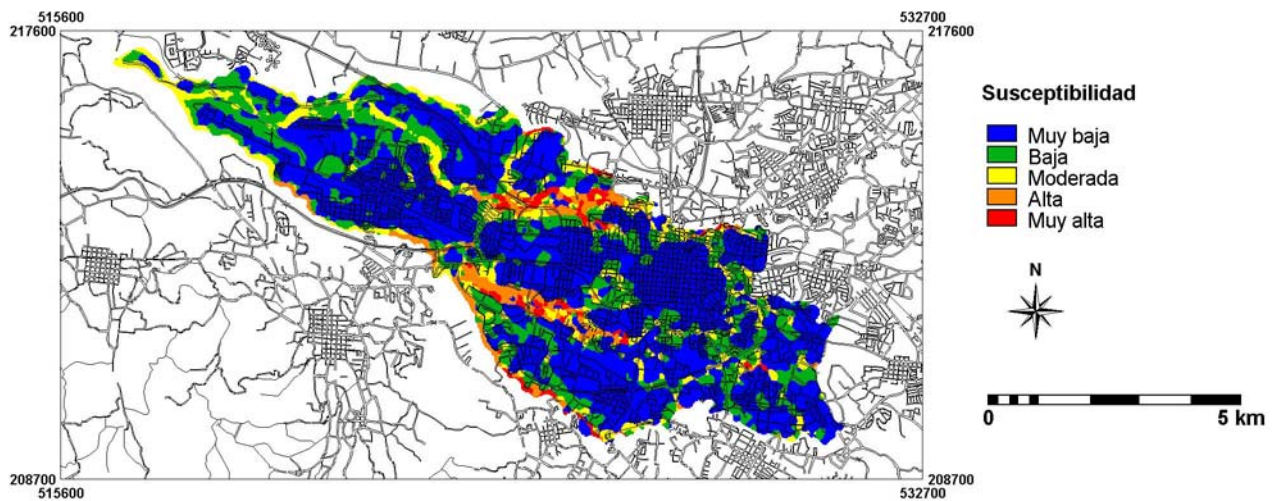 515600
532700
217600
217600
Susceptibilidad
Muy baja
Baja
Moderada
Alta
Muy alta
N
0 5 km
208700
208700
515600
532700